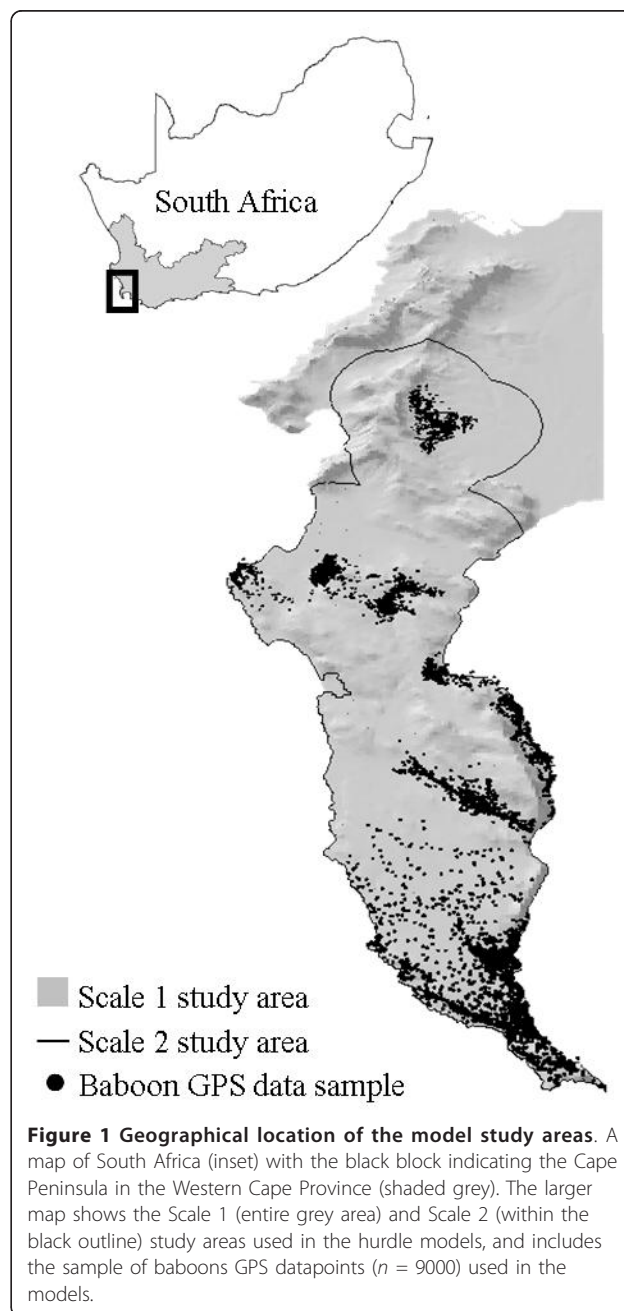 South Africa
Scale 1 study area
Scale 2 study area
Baboon GPS data sample
Figure 1 Geographical location of the model study areas. A
map of South Africa (inset) with the black block indicating the Cape
Peninsula in the Western Cape Province (shaded grey). The larger
map shows the Scale 1 (entire grey area) and Scale 2 (within the
black outline) study areas used in the hurdle models, and includes
the sample of baboons GPS datapoints (n = 9000) used in the
models.